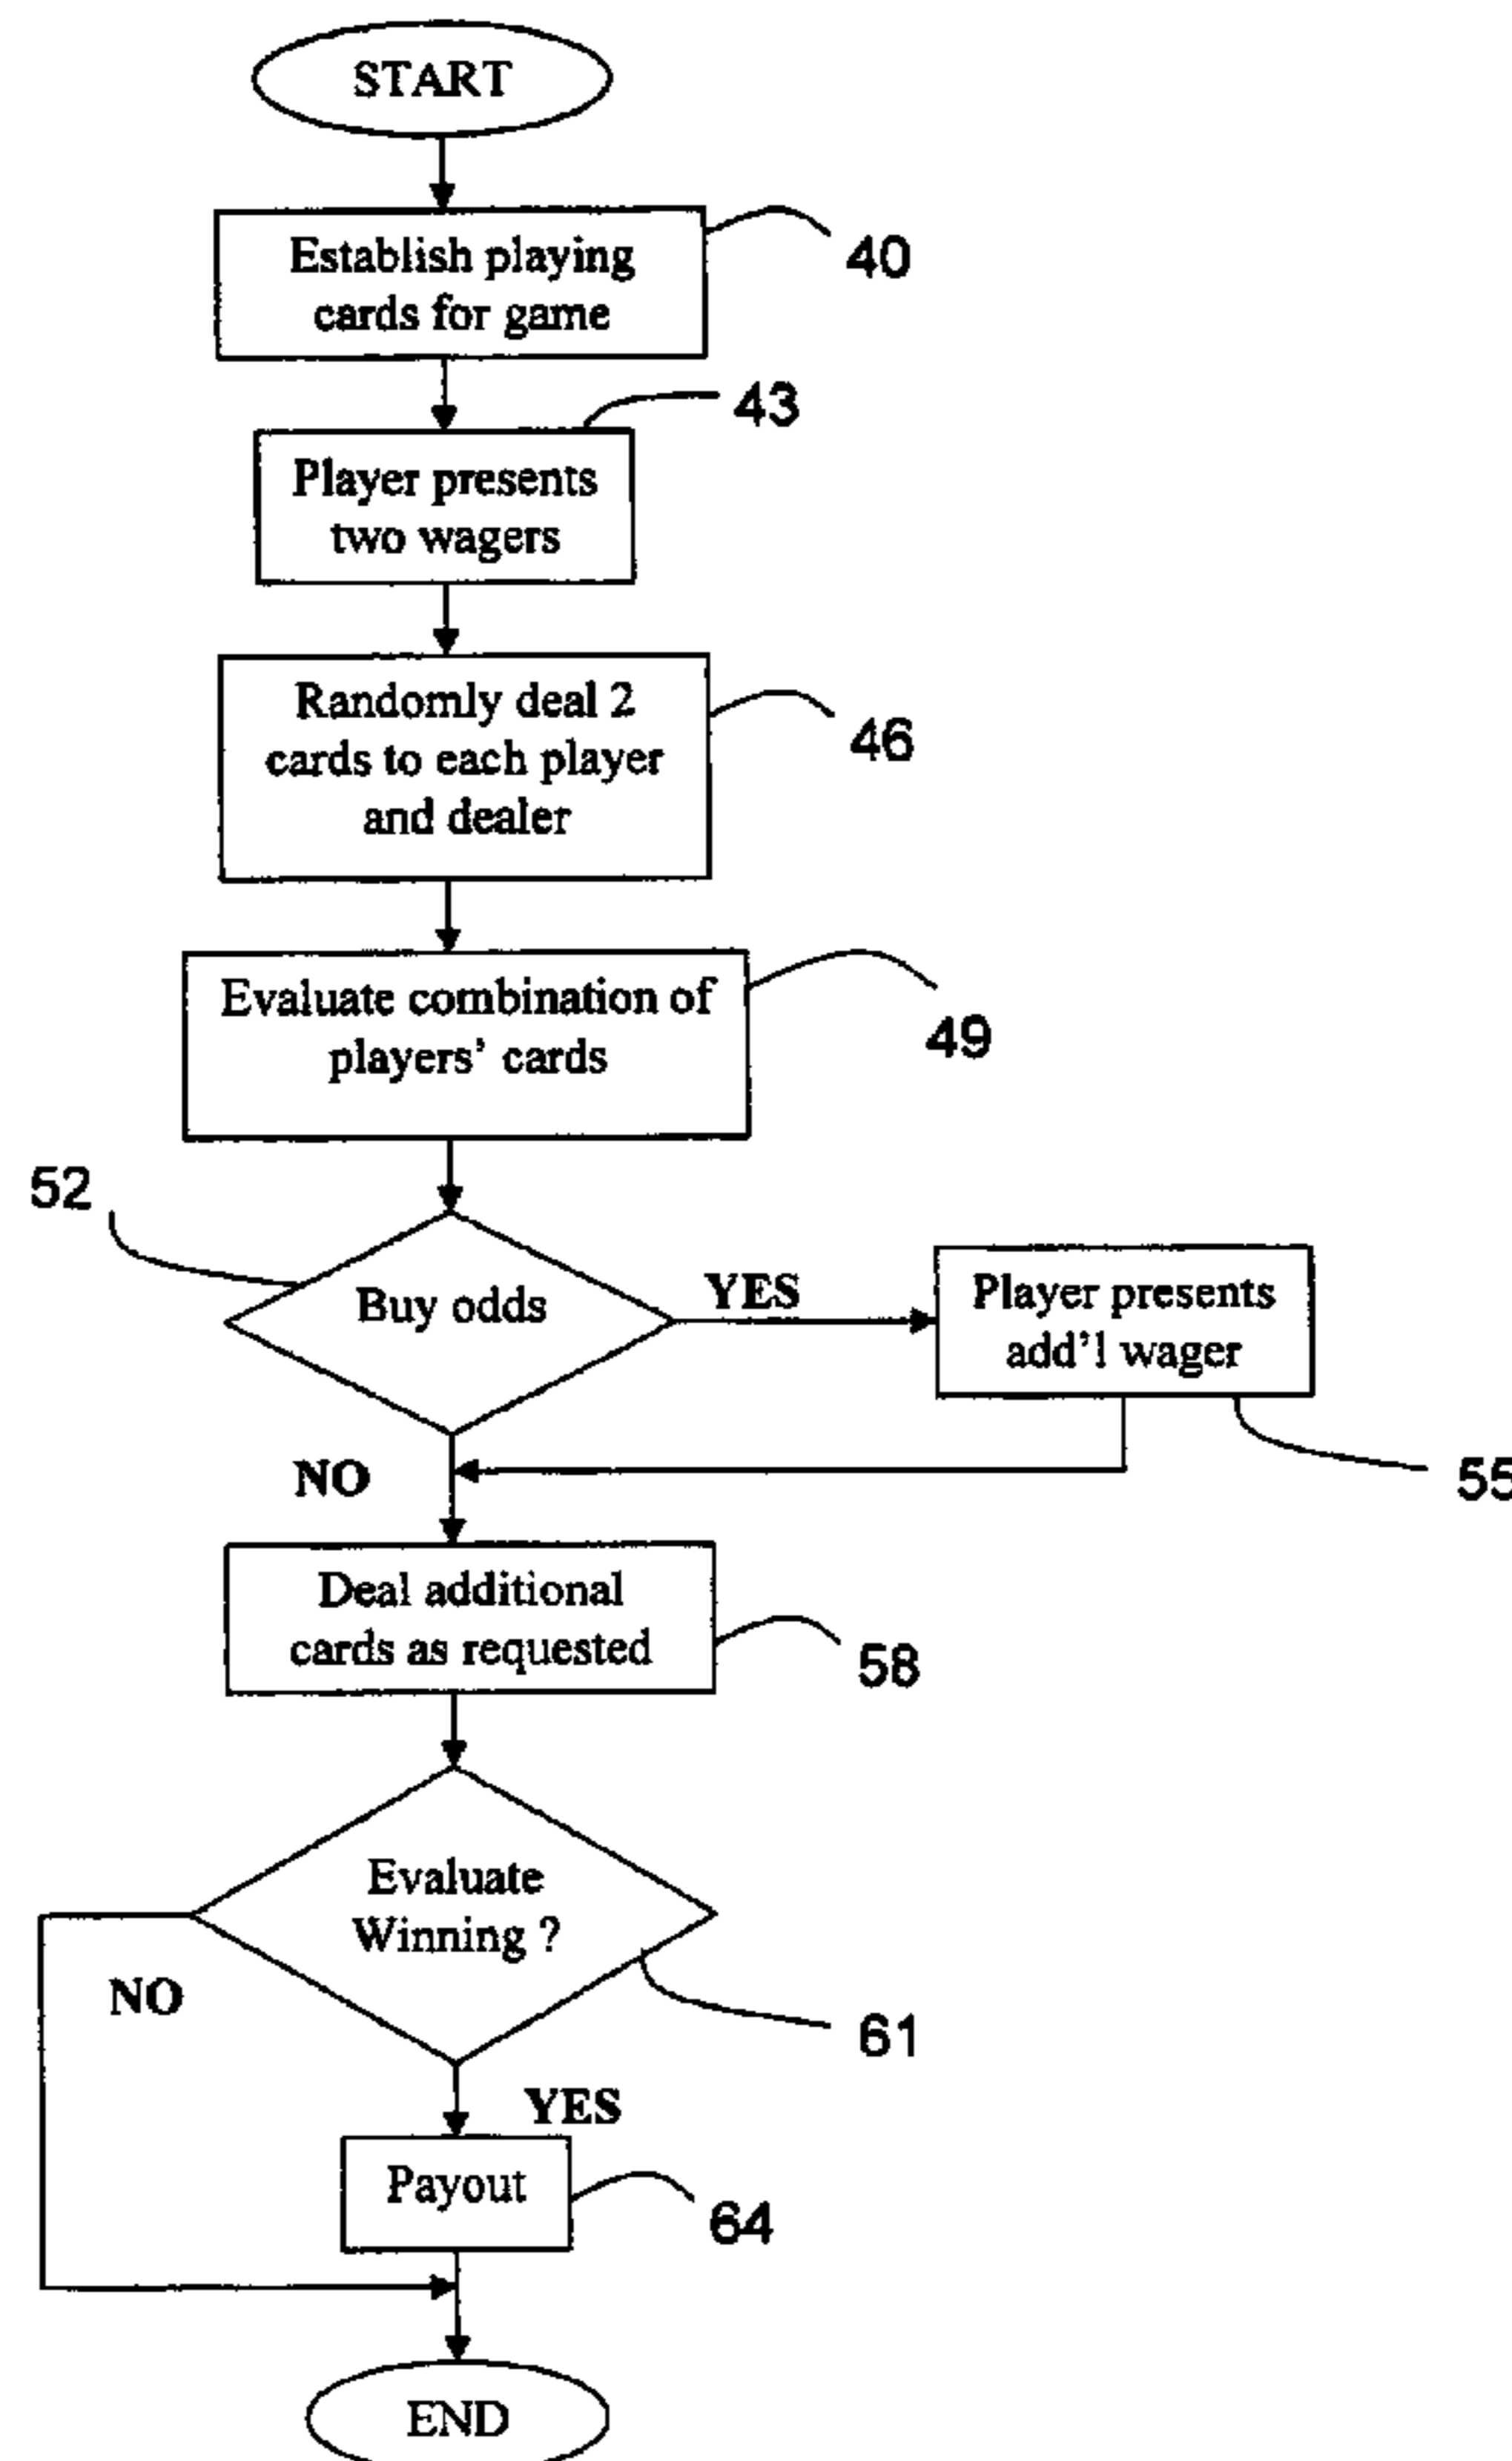 START
Establish playing
cards for game
40
43
Player presents
two wagers
Randomly deal 2
cards to each player
and dealer
46
Evaluate combination of
players' cards
49
52
Buy odds
YES
Player presents
add'l wager
55
NO
Deal additional
cards as requested
58
Evaluate
Winning ?
NO
61
YES
Payout
64
END